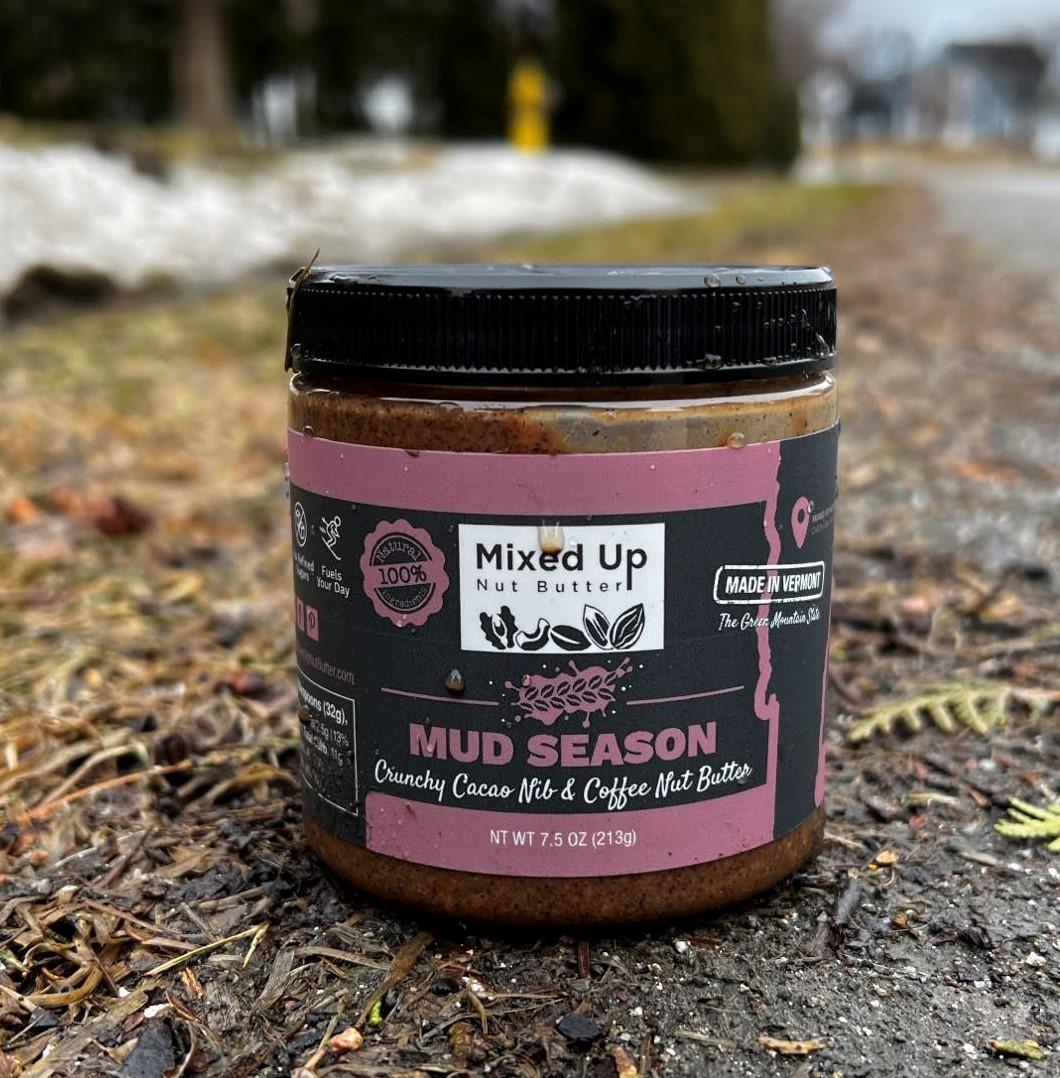 Mixed Up
Nut Butter
MUD SEASON
Crunchy Cacao Nib & Coffee Nut Butter
NT WT 7.5 OZ (213g)
Natural
100%
Ingredients
Fuels
Your Day
(32g),
MADE IN VERMONT
The Green Mountain State